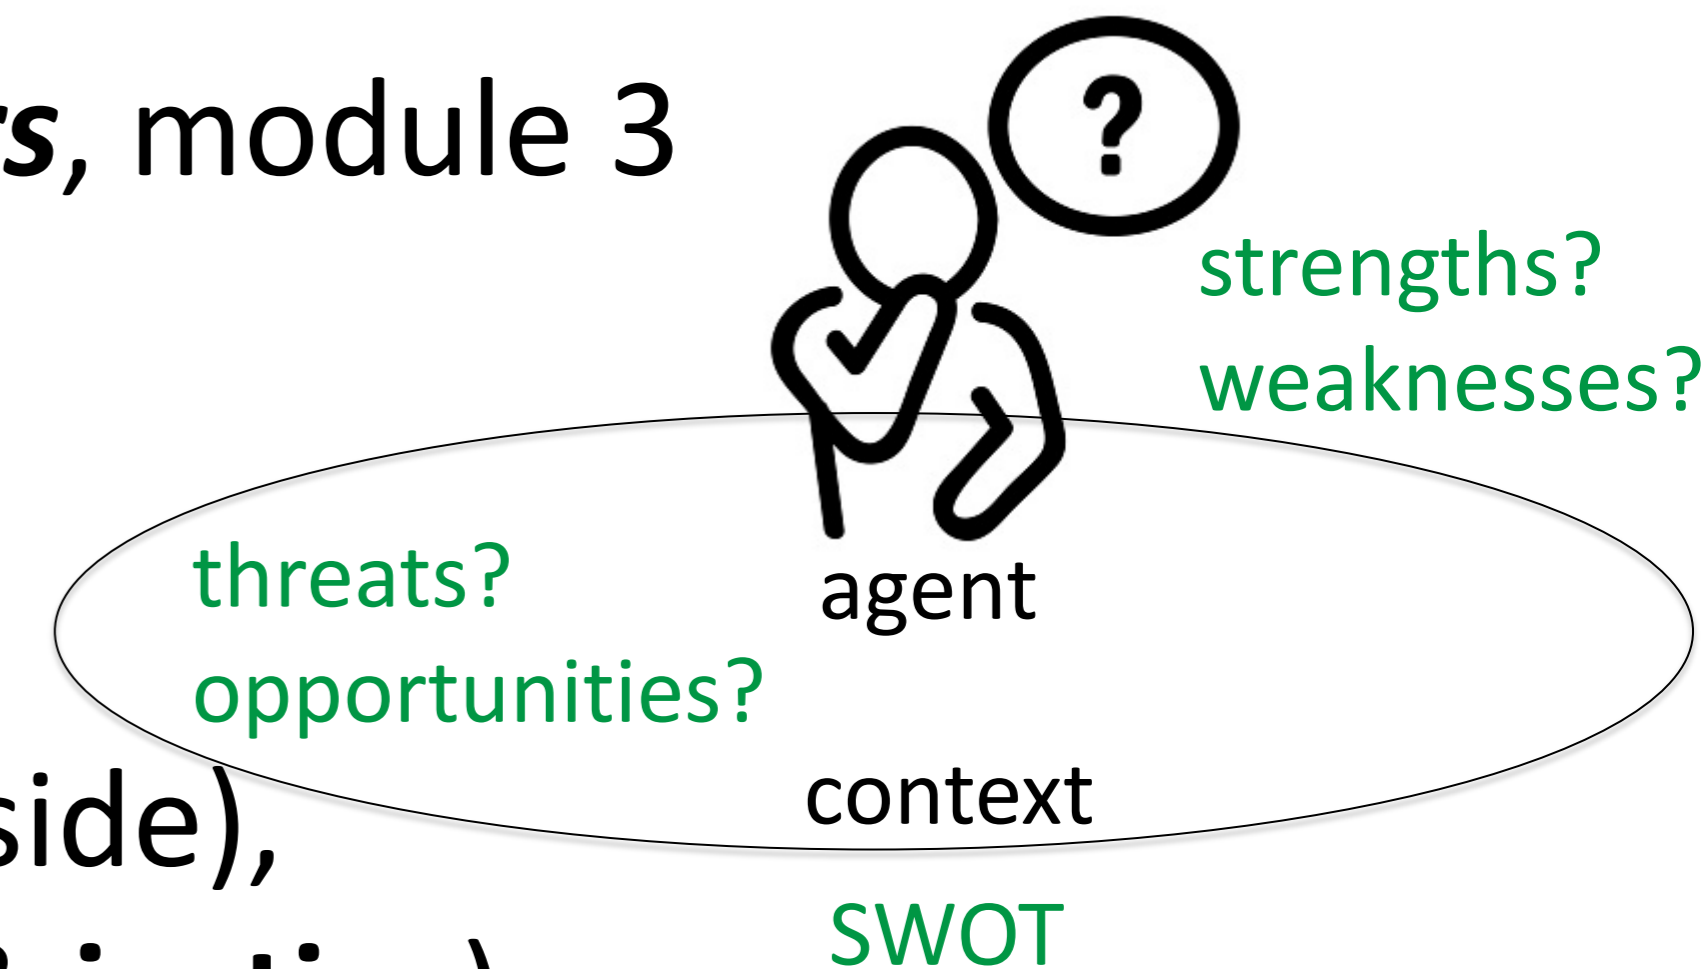 s, module 3
?
strengths?
weaknesses?
threats?
opportunities?
agent
context
side),
SWOT